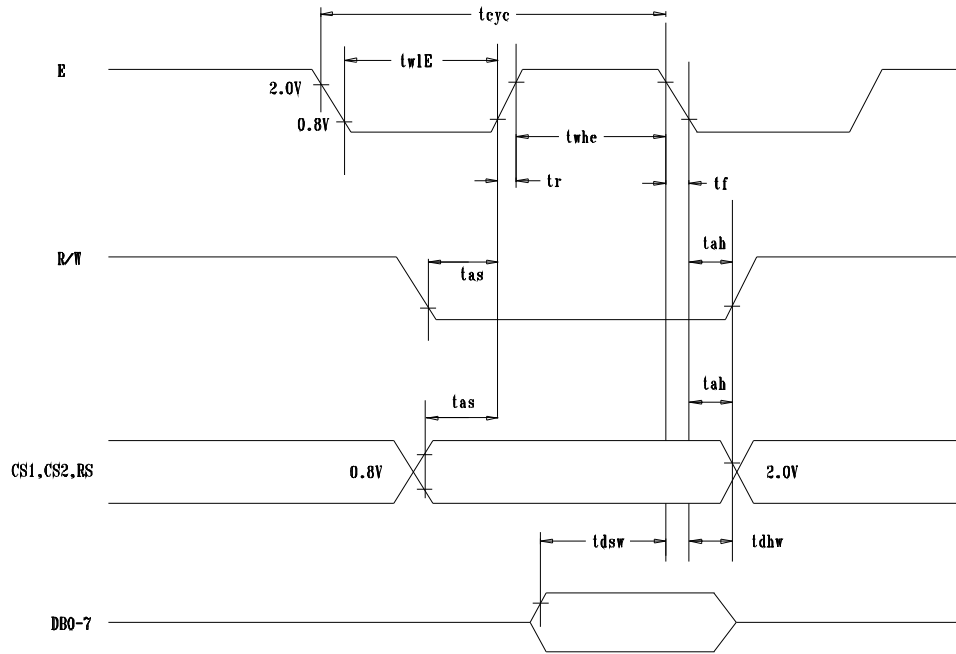 tcyc
twlE
E
2.0V
0.8V
twhe
tr
tf
R/W
tas
tah
tas
tah
CS1,CS2,RS
0.8V
2.0V
tdsw
tdhw
DB0-7